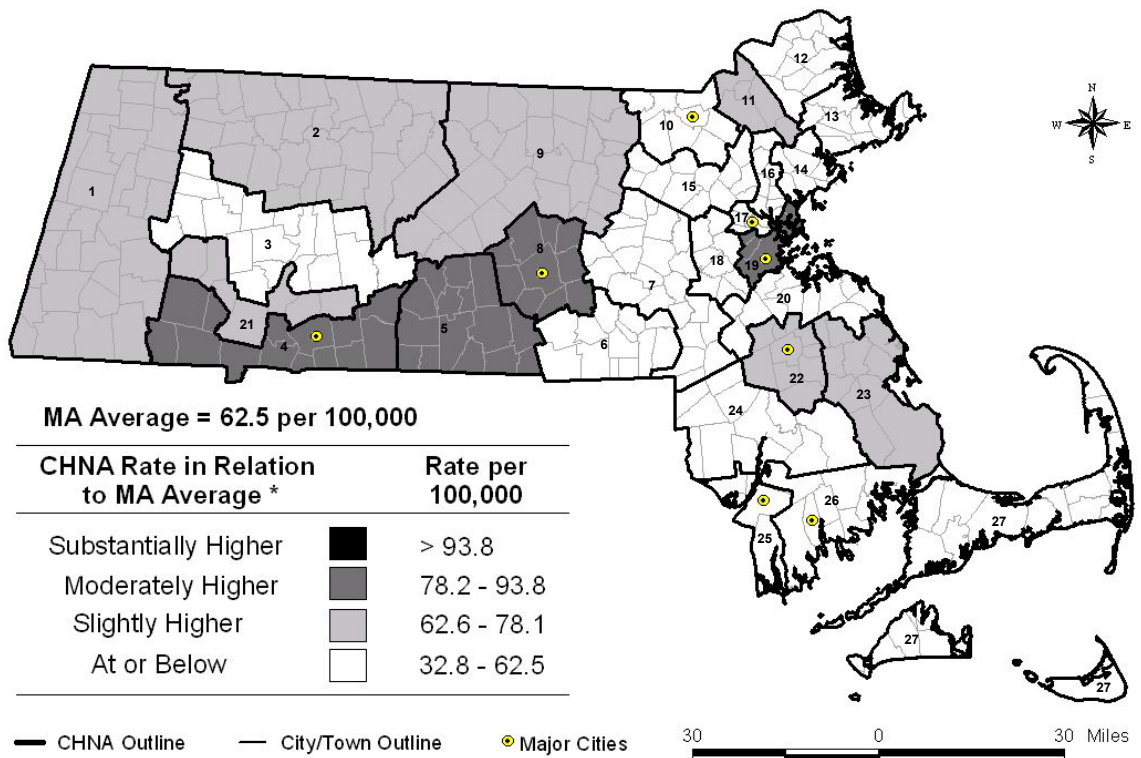 12
11
N
10
13
W E
S
2
9
15
16
14
1
17
3
8
18
19
7
20
21
5
4
6
22
23
24
MA Average = 62.5 per 100,000
CHNA Rate in Relation
to MA Average *
Rate per
100,000
Substantially Higher > 93.8
Moderately Higher 78.2 - 93.8
Slightly Higher 62.6 - 78.1
At or Below 32.8 - 62.5
26
25
27
27
27
CHNA Outline City/Town Outline Major Cities
30 0 30 Miles